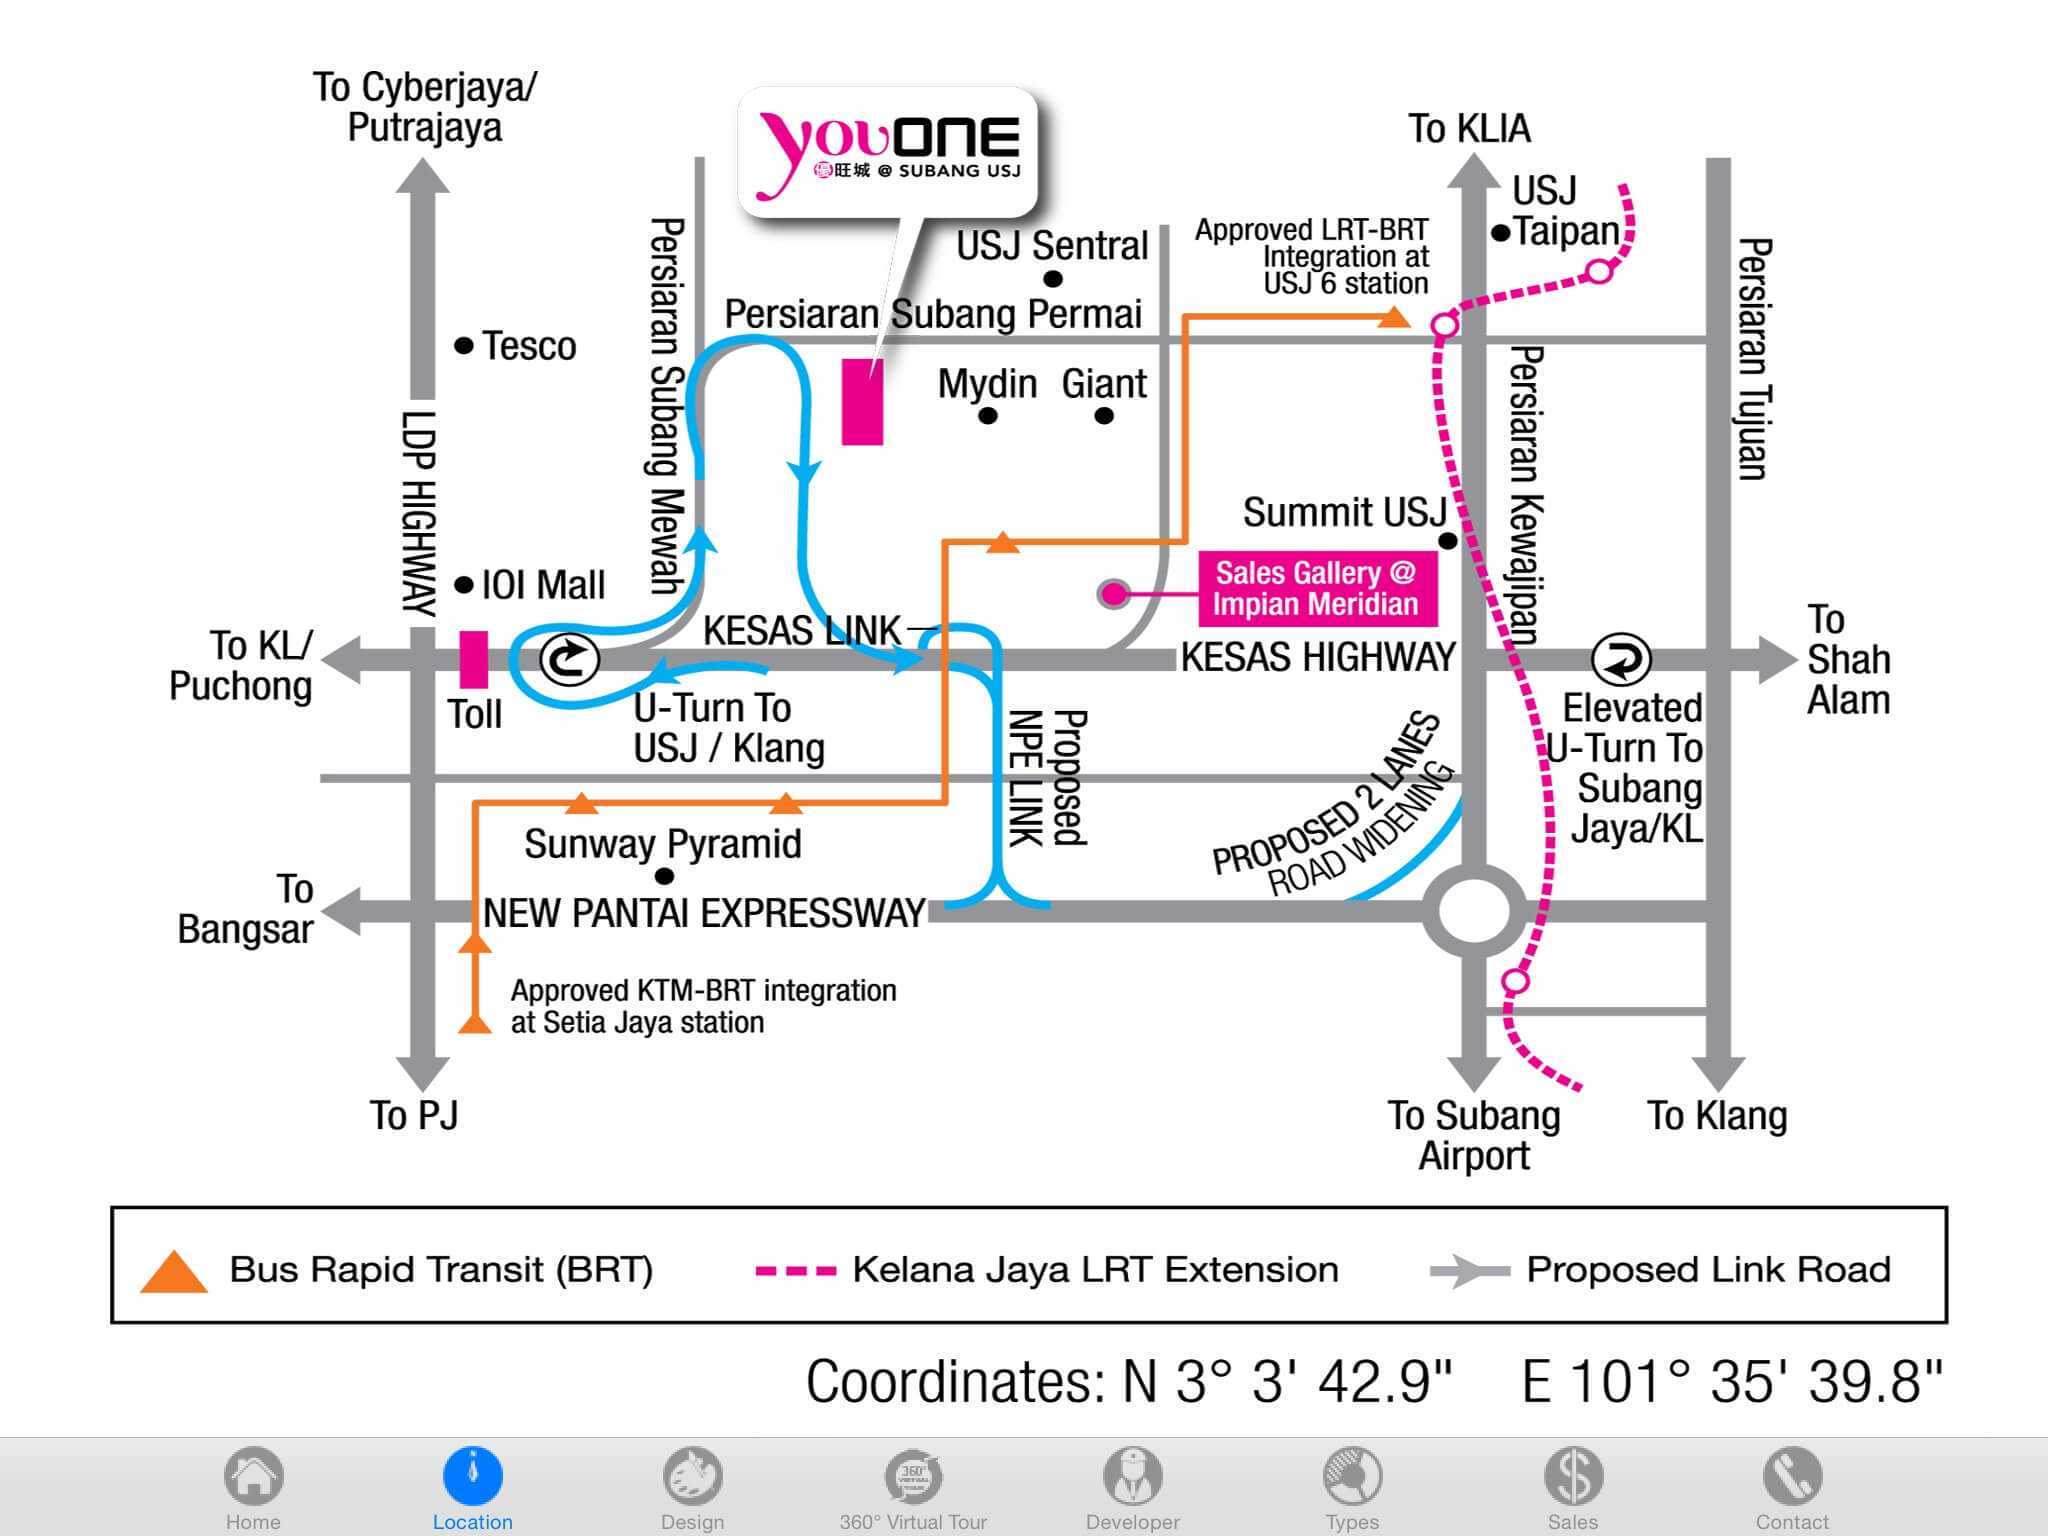 To Cyberjaya/
Putrajaya
youONE
優旺城 @ SUBANG USJ
To KLIA
USJ
Taipan
Approved LRT-BRT
Integration at
USJ 6 station
USJ Sentral
Persiaran Subang Permai
Persiaran Subang Mewah
Persiaran Tujuan
Tesco
Mydin
Giant
Persiaran Kewajipan
LDP HIGHWAY
Summit USJ
IOI Mall
Sales Gallery @
Impian Meridian
KESAS LINK
To KL/
Puchong
KESAS HIGHWAY
To
Shah
Alam
Toll
U-Turn To
USJ / Klang
Proposed
NPE LINK
PROPOSED 2 LANES
ROAD WIDENING
Elevated
U-Turn To
Subang
Jaya/KL
Sunway Pyramid
To
Bangsar
NEW PANTAI EXPRESSWAY
Approved KTM-BRT integration
at Setia Jaya station
To PJ
To Subang
Airport
To Klang
Bus Rapid Transit (BRT)
Kelana Jaya LRT Extension
Proposed Link Road
Coordinates: N 3° 3' 42.9" E 101° 35' 39.8"
360°
VIRTUAL
TOUR
Home
Location
Design
360° Virtual Tour
Developer
Types
Sales
Contact